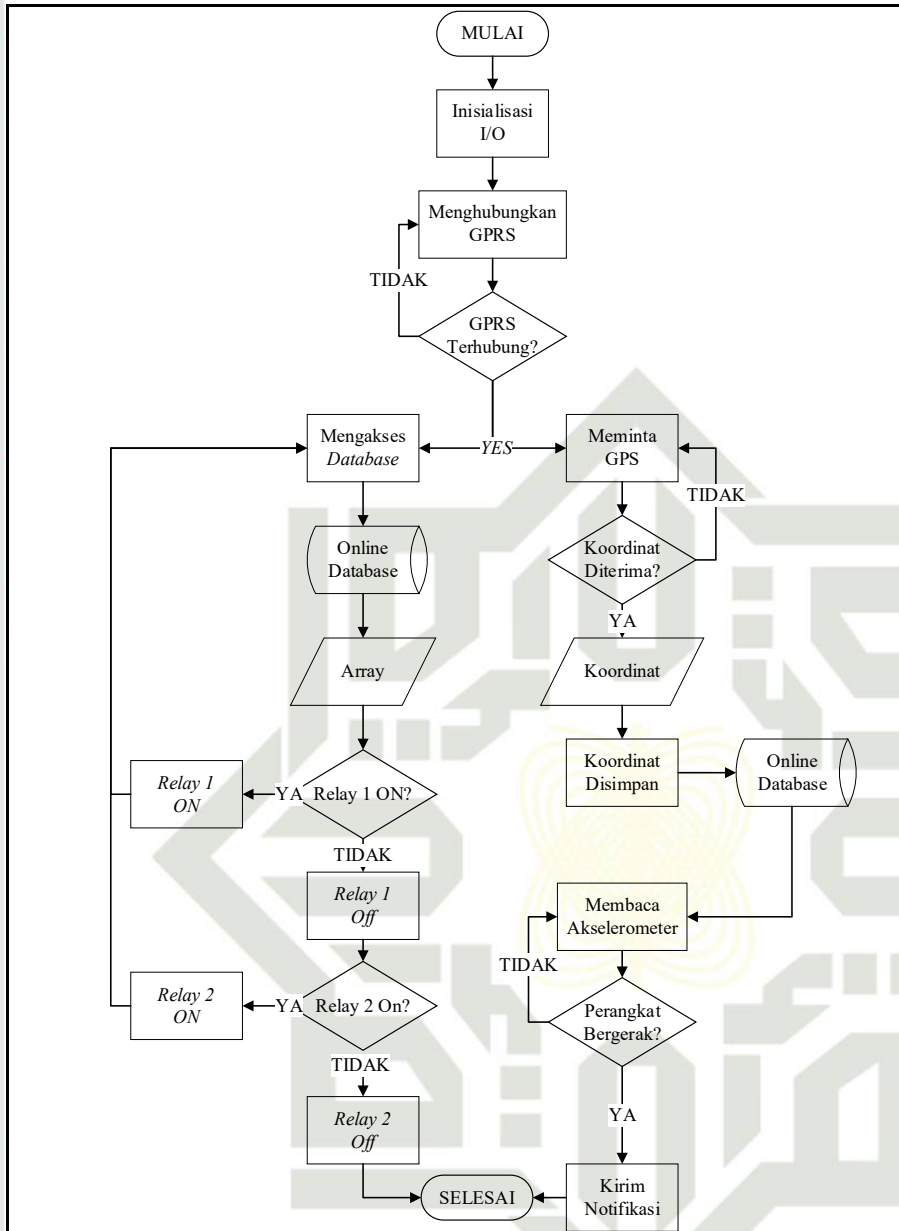 MULAI
Inisialisasi
I/O
Menghubungkan
GPRS
TIDAK
GPRS
Terhubung?
YES
Mengakses
Database
Online
Database
Array
Relay 1 ON?
YA
Relay 1
ON
TIDAK
Relay 1
Off
Relay 2 On?
YA
Relay 2
ON
TIDAK
Relay 2
Off
Meminta
GPS
TIDAK
Koordinat
Diterima?
YA
Koordinat
Koordinat
Disimpan
Online
Database
Membaca
Akselerometer
TIDAK
Perangkat
Bergerak?
YA
Kirim
Notifikasi
SELESAI